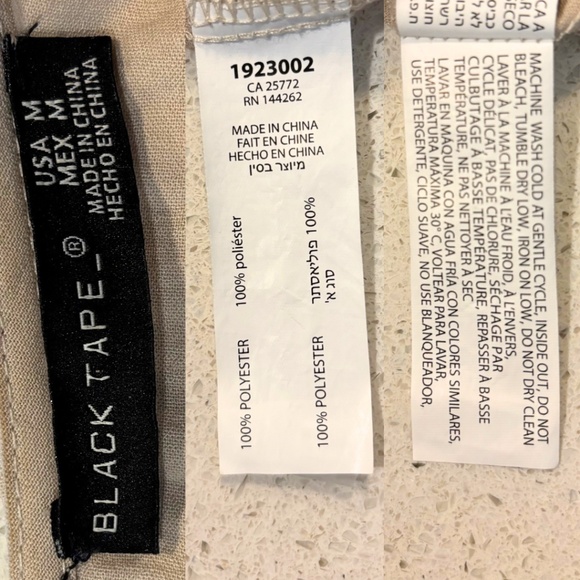 USA M
MEX M
MADE IN CHINA
HECHO EN CHINA
BLACK TAPE_®
1923002
CA 25772
RN 144262
MADE IN CHINA
FAIT EN CHINE
HECHO EN CHINA
מיוצר בסין
100% POLYESTER 100% poliéster
100% POLYESTER 100% פוליאסתר
סוג א'
MACHINE WASH COLD AT GENTLE CYCLE, INSIDE OUT, DO NOT
BLEACH, TUMBLE DRY LOW, IRON ON LOW, DO NOT DRY CLEAN
LAVER À LA MACHINE À L'EAU FROID, À L'ENVERS,
CYCLE DÉLICAT, PAS DE CHLORURE, SÉCHAGE PAR
CULBUTAGE À BASSE TEMPÉRATURE, REPASSER À BASSE
TEMPÉRATURE, NE PAS NETTOYER À SEC
LAVAR EN MAQUINA CON AGUA FRÍA CON COLORES SIMILARES,
TEMPERATURA MÁXIMA 30° C, VOLTEAR PARA LAVAR,
USE DETERGENTE, CICLO SUAVE, NO USE BLANQUEADOR,
SECO